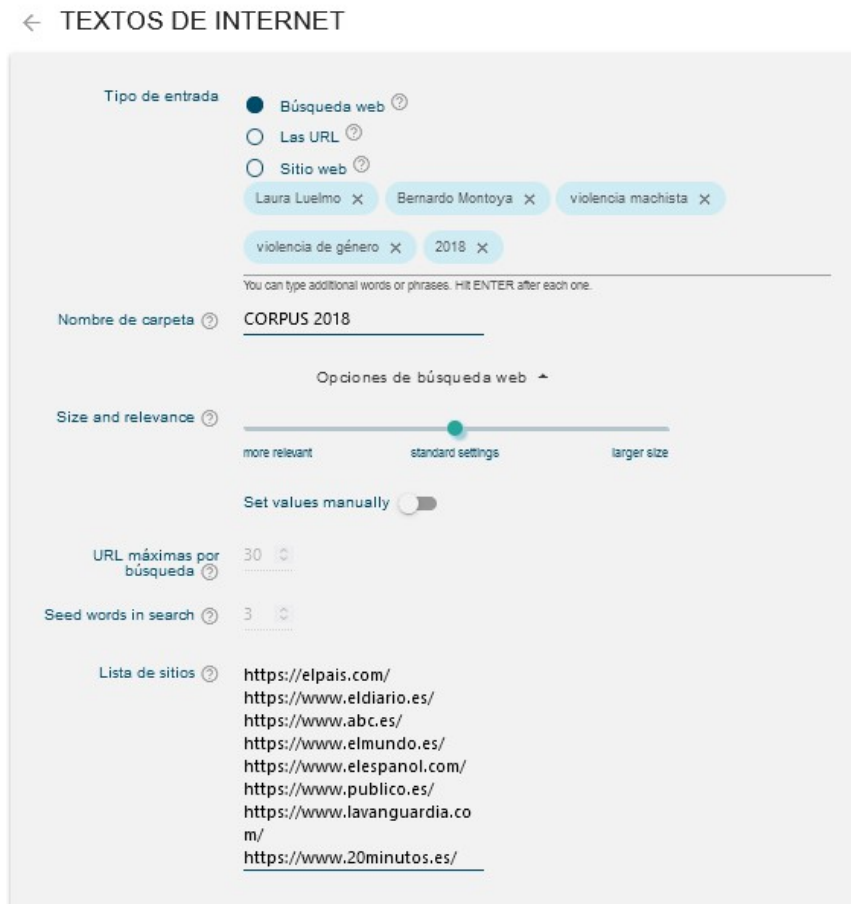 TEXTOS DE INTERNET
Tipo de entrada
Búsqueda web
Las URL
Sitio web
Laura Luelmo Bernardo Montoya violencia machista
violencia de género 2018
You can type additional words or phrases. Hit ENTER after each one.
Nombre de carpeta CORPUS 2018
Opciones de búsqueda web
Size and relevance
more relevant standard settings larger size
Set values manually
URL máximas por
búsqueda 30
Seed words in search 3
Lista de sitios https://elpais.com/
https://www.eldiario.es/
https://www.abc.es/
https://www.elmundo.es/
https://www.elespanol.com/
https://www.publico.es/
https://www.lavanguardia.co
m/
https://www.20minutos.es/